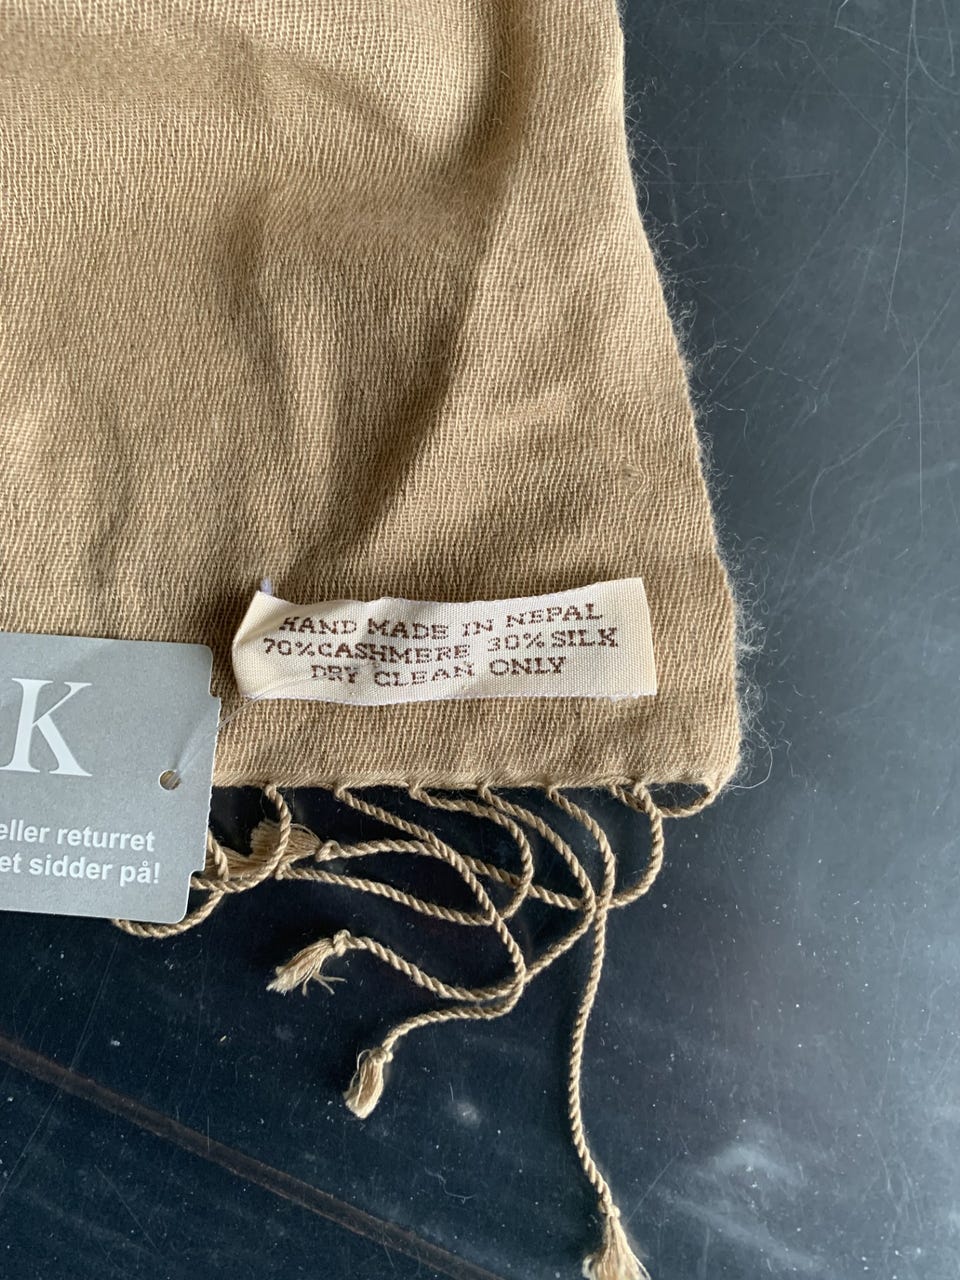 HAND MADE IN NEPAL
70%CASHMERE 30%SILK
DRY CLEAN ONLY
K
eller returret
et sidder på!